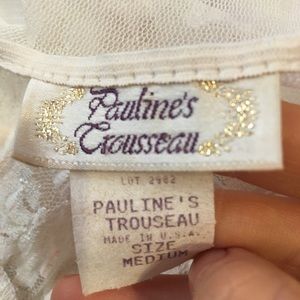 Pauline's
Trousseau
LOT 2982
PAULINE'S
TROUSEAU
MADE IN U.S.A.
SIZE
MEDIUM